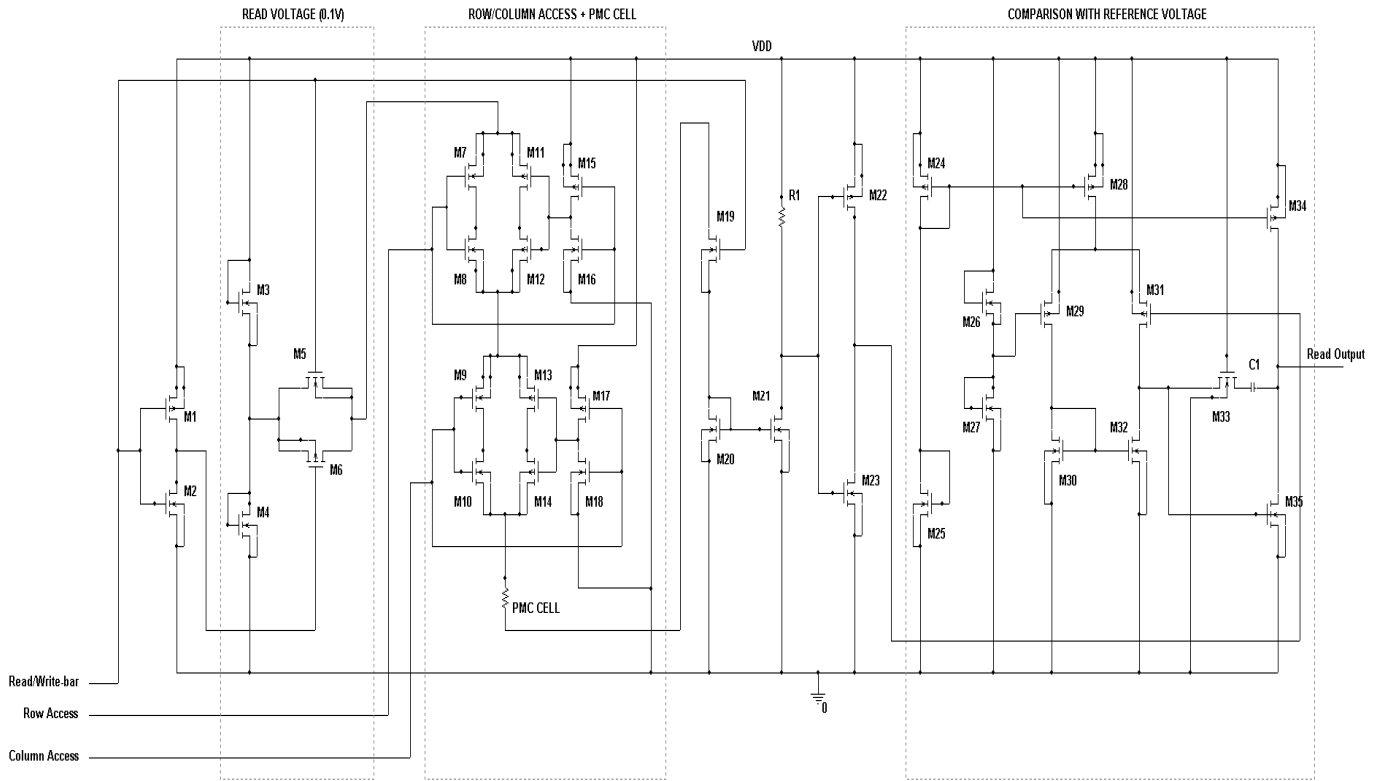 READ VOLTAGE (0.1V)
ROW/COLUMN ACCESS + PMC CELL
COMPARISON WITH REFERENCE VOLTAGE
VDD
M7
M11
M15
M24
M28
M22
R1
M34
M19
M8
M12
M16
M3
M26
M29
M31
M5
C1
Read Output
M33
M9
M13
M17
M21
M1
M27
M32
M6
M20
M30
M2
M10
M14
M18
M23
M4
M25
M35
PMC CELL
Read/Write-bar
Row Access
0
Column Access